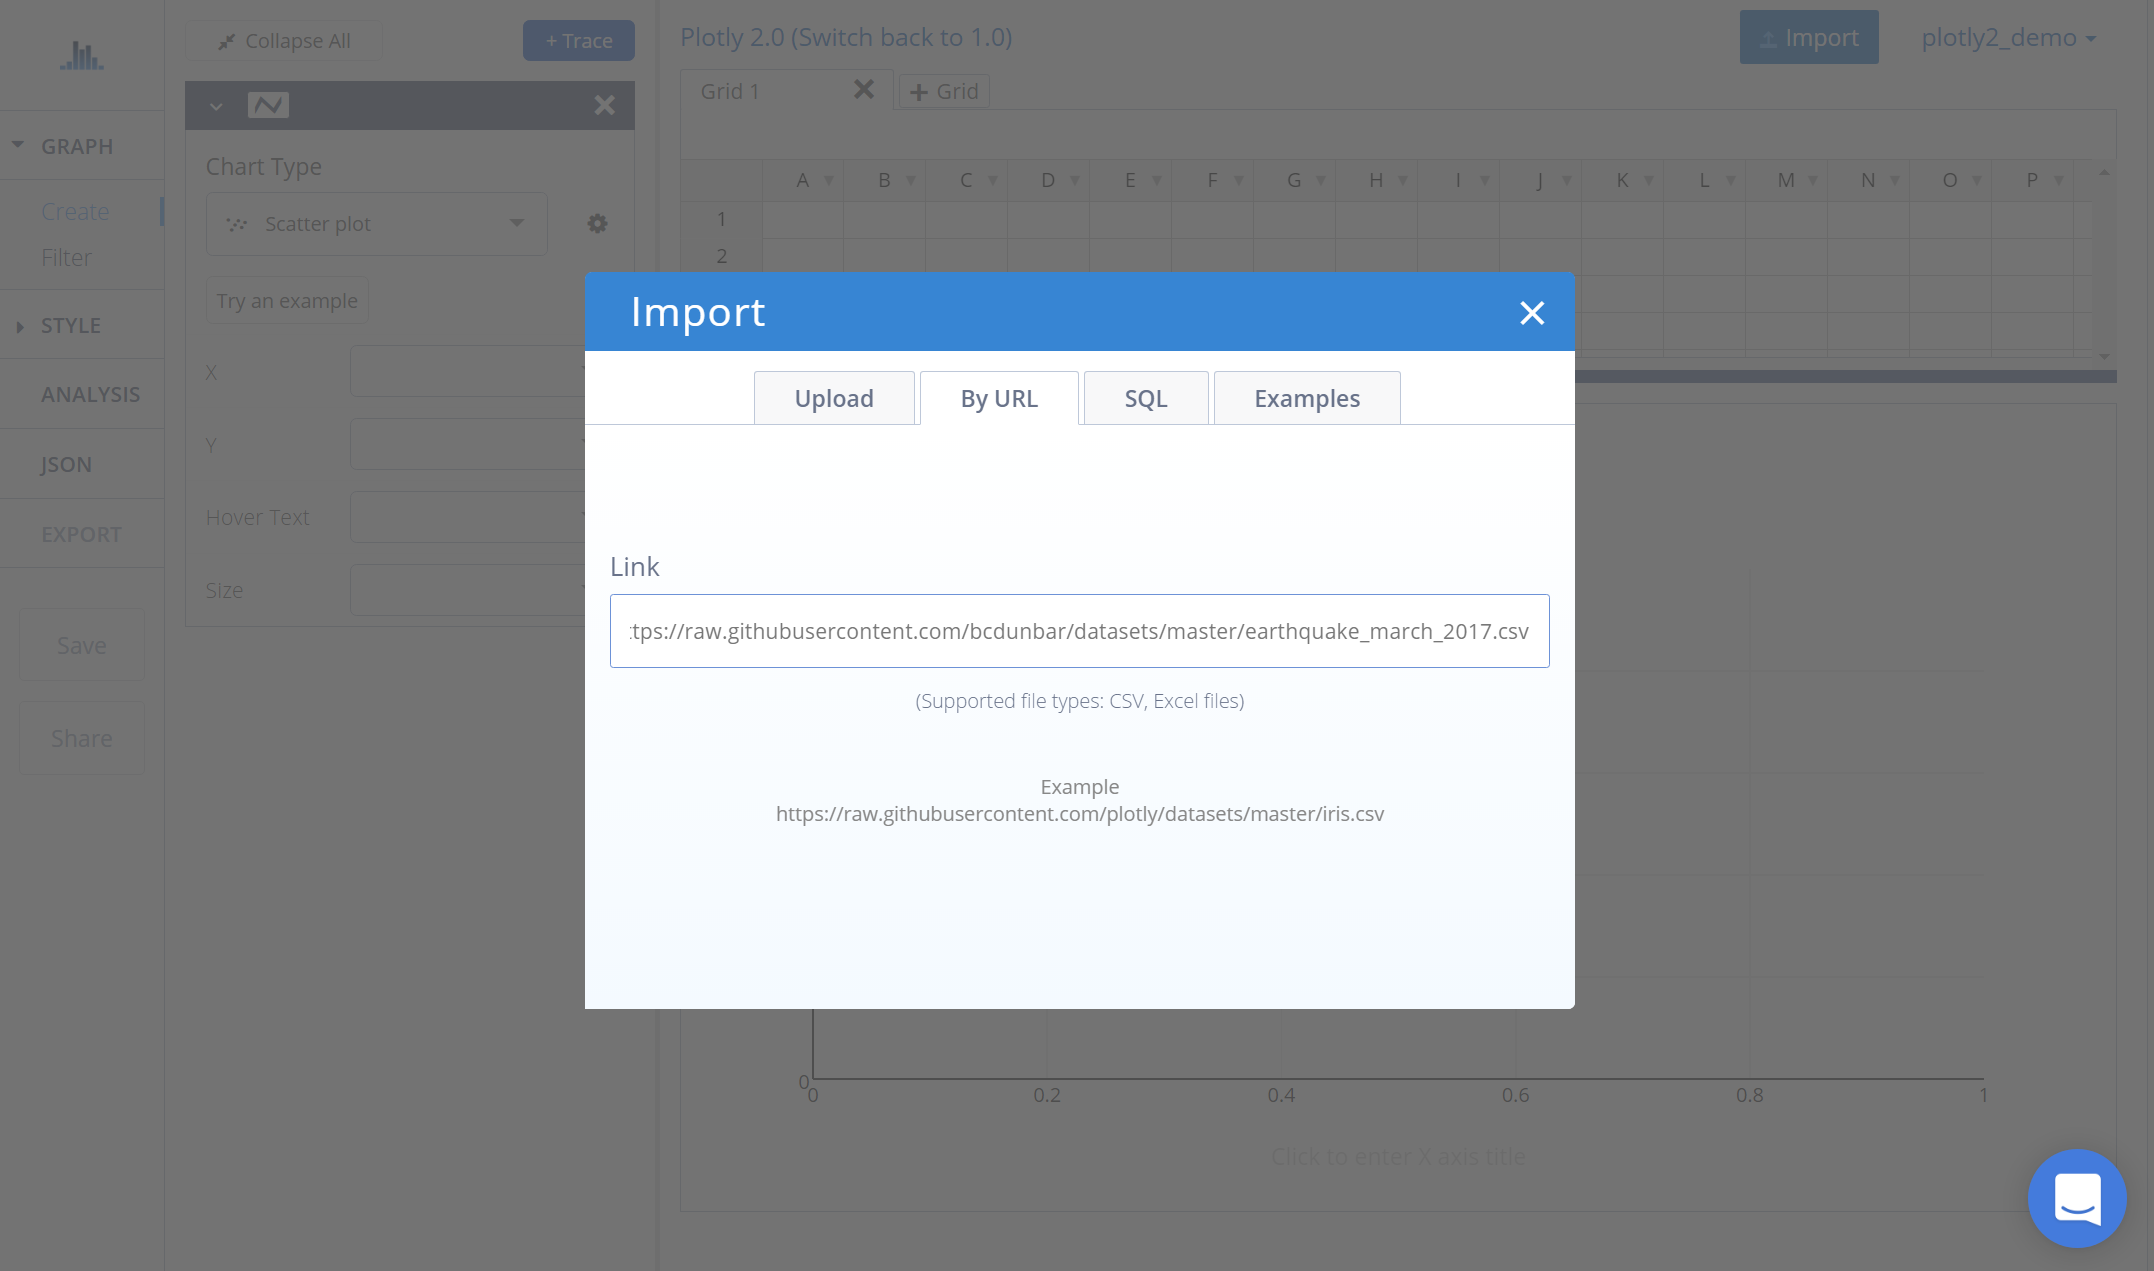 Collapse All
+ Trace
Chart Type
Scatter plot
Try an example
X
Y
Hover Text
Size
GRAPH
Create
Filter
STYLE
ANALYSIS
JSON
EXPORT
Save
Share
Plotly 2.0 (Switch back to 1.0)
Import
plotly2_demo
Grid 1
+ Grid
A B C D E F G H I J K L M N O P
1
2
Import
Upload
By URL
SQL
Examples
Link
tps://raw.githubusercontent.com/bcdunbar/datasets/master/earthquake_march_2017.csv
(Supported file types: CSV, Excel files)
Example
https://raw.githubusercontent.com/plotly/datasets/master/iris.csv
0
0 0.2 0.4 0.6 0.8 1
Click to enter X axis title